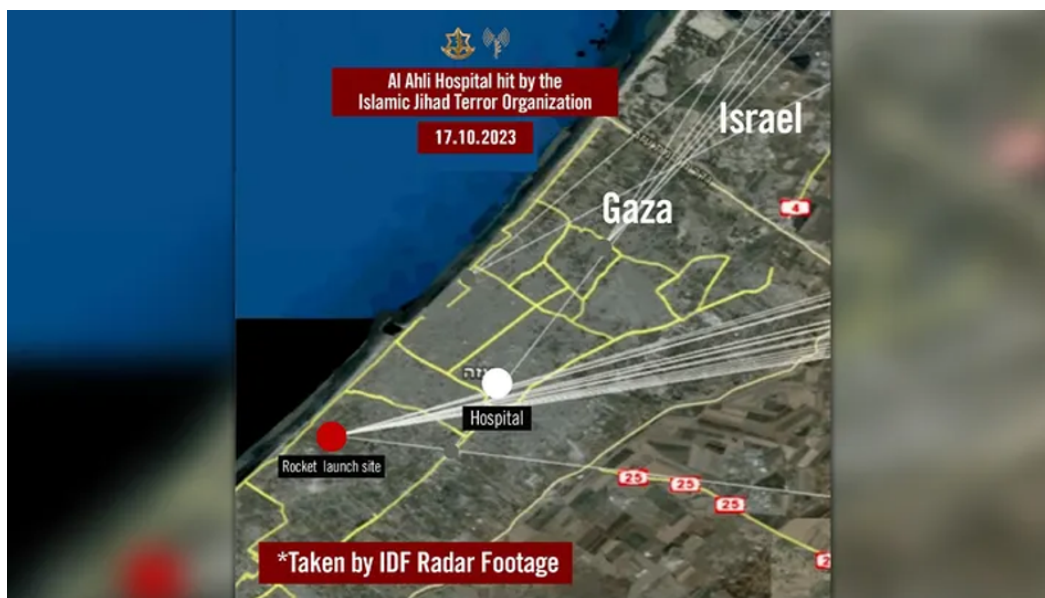 Al Ahli Hospital hit by the
Islamic Jihad Terror Organization
17.10.2023
Israel
4
Gaza
Hospital
Rocket launch site
25
25
25
*Taken by IDF Radar Footage